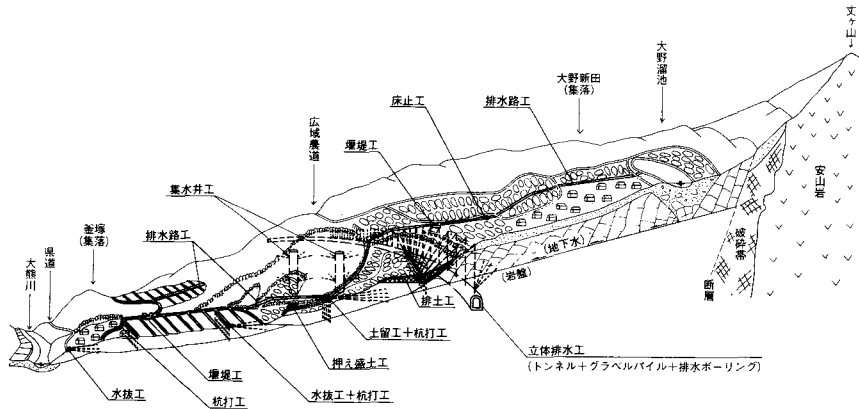 丈ケ山
大野溜池
大野新田
(集落)
床止工
排水路工
広域農道
堰堤工
集水井工
釜塚
(集落)
排水路工
県道
大熊川
安山岩
破砕帯
断層
(地下水)
(岩盤)
排土工
土留工+杭打工
押え盛土工
立体排水工
(トンネル+グラベルパイル+排水ボーリング)
水抜工
堰堤工
杭打工
水抜工+杭打工